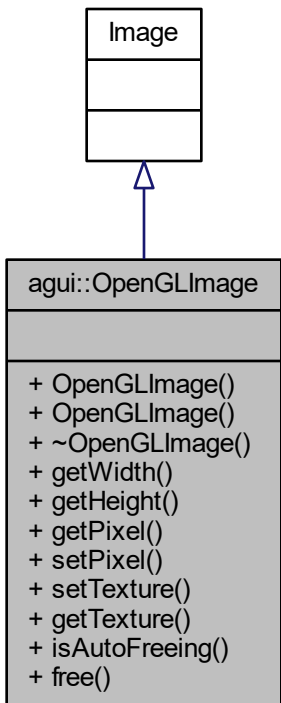 Image
agui::OpenGLImage
+ OpenGLImage()
+ OpenGLImage()
+ ~OpenGLImage()
+ getWidth()
+ getHeight()
+ getPixel()
+ setPixel()
+ setTexture()
+ getTexture()
+ isAutoFreeing()
+ free()